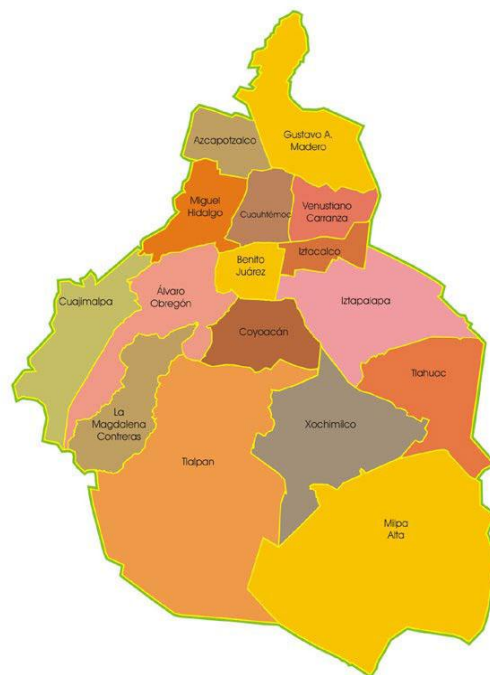 Gustavo A.
Madero
Azcapotzalco
Miguel
Hidalgo
Cuauhtémoc
Venustiano
Carranza
Iztacalco
Benito
Juárez
Cuajimalpa
Álvaro
Obregón
Iztapalapa
Coyoacán
Tlahuac
La
Magdalena
Contreras
Xochimilco
Tlalpan
Milpa
Alta